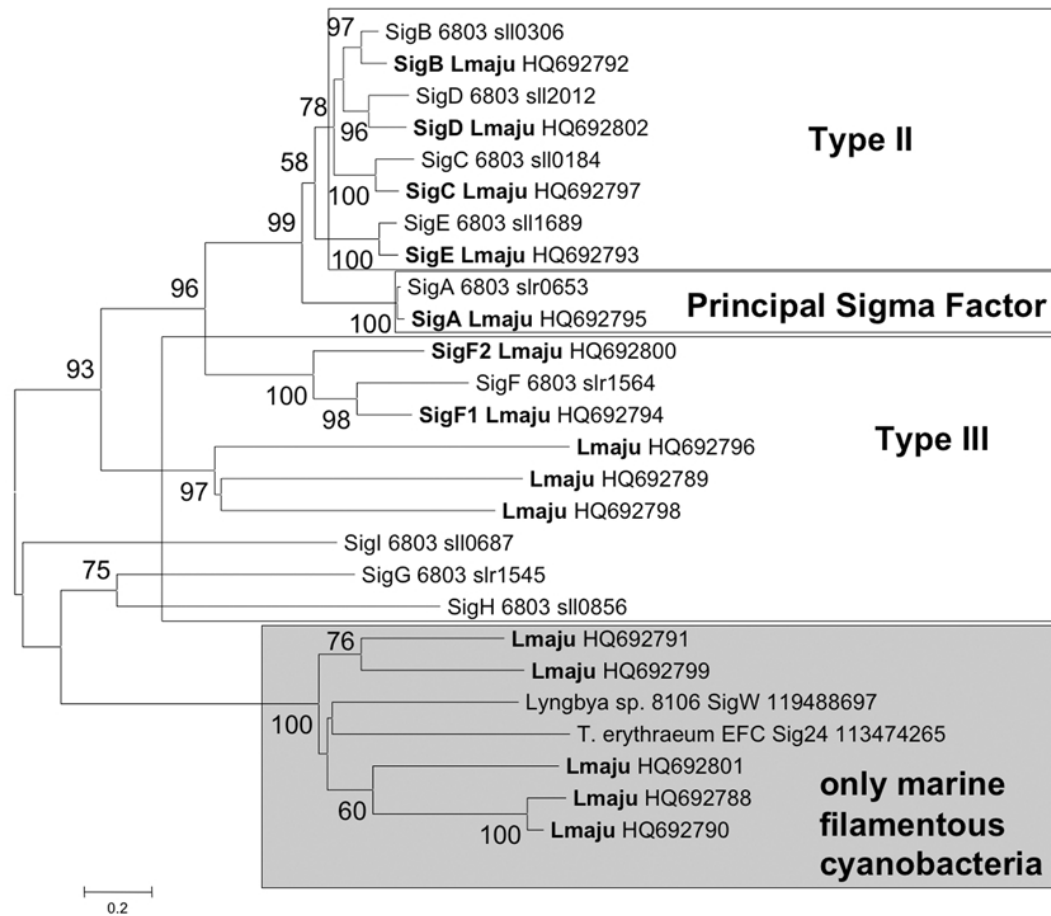 97
SigB 6803 sll0306
SigB Lmaju HQ692792
SigD 6803 sll2012
78
96
SigD Lmaju HQ692802
Type II
58
SigC 6803 sll0184
100
SigC Lmaju HQ692797
99
SigE 6803 sll1689
100
SigE Lmaju HQ692793
96
SigA 6803 slr0653
Principal Sigma Factor
100
SigA Lmaju HQ692795
93
SigF2 Lmaju HQ692800
100
SigF 6803 slr1564
98
SigF1 Lmaju HQ692794
Type III
Lmaju HQ692796
97
Lmaju HQ692789
Lmaju HQ692798
SigI 6803 sll0687
75
SigG 6803 slr1545
SigH 6803 sll0856
76
Lmaju HQ692791
Lmaju HQ692799
100
Lyngbya sp. 8106 SigW 119488697
T. erythraeum EFC Sig24 113474265
Lmaju HQ692801
60
Lmaju HQ692788
100
Lmaju HQ692790
only marine
filamentous
cyanobacteria
0.2